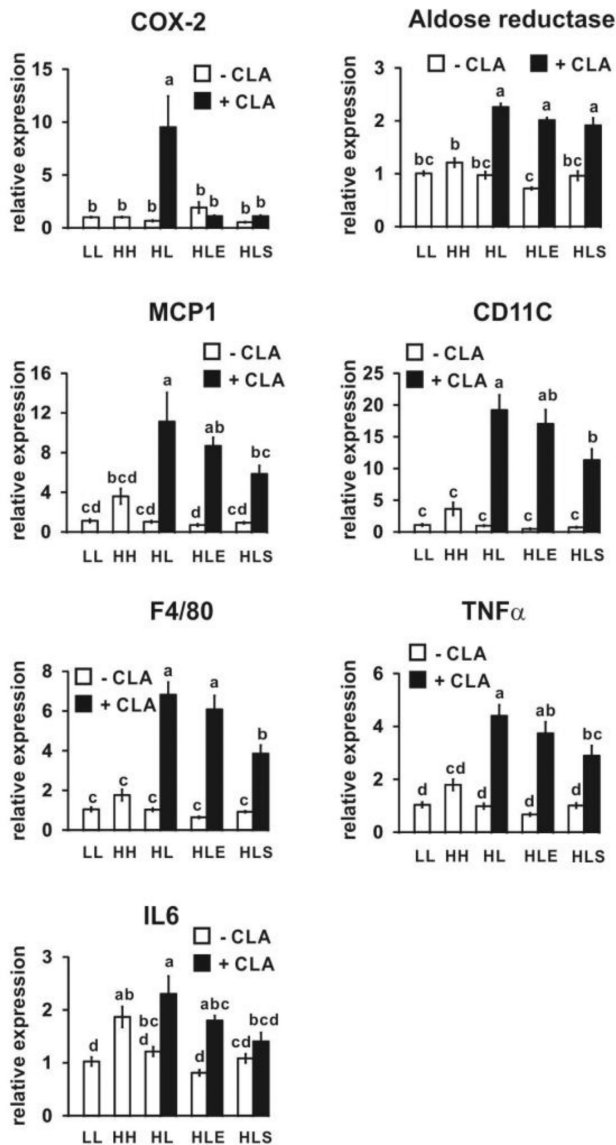 COX-2
relative expression
15
10
5
0
- CLA
+ CLA
b b b a b b b b
LL HH HL HLE HLS
Aldose reductase
relative expression
3
2
1
0
- CLA
+ CLA
bc b bc a c a bc a
LL HH HL HLE HLS
MCP1
relative expression
16
12
8
4
0
- CLA
+ CLA
cd bcd cd a d ab cd bc
LL HH HL HLE HLS
CD11C
relative expression
25
20
15
10
5
0
- CLA
+ CLA
c c c a c ab c b
LL HH HL HLE HLS
F4/80
relative expression
8
6
4
2
0
- CLA
+ CLA
c c c a c a c b
LL HH HL HLE HLS
TNFα
relative expression
6
4
2
0
- CLA
+ CLA
d cd d a d ab d bc
LL HH HL HLE HLS
IL6
relative expression
3
2
1
0
- CLA
+ CLA
d ab bc d a d abc cd bcd
LL HH HL HLE HLS